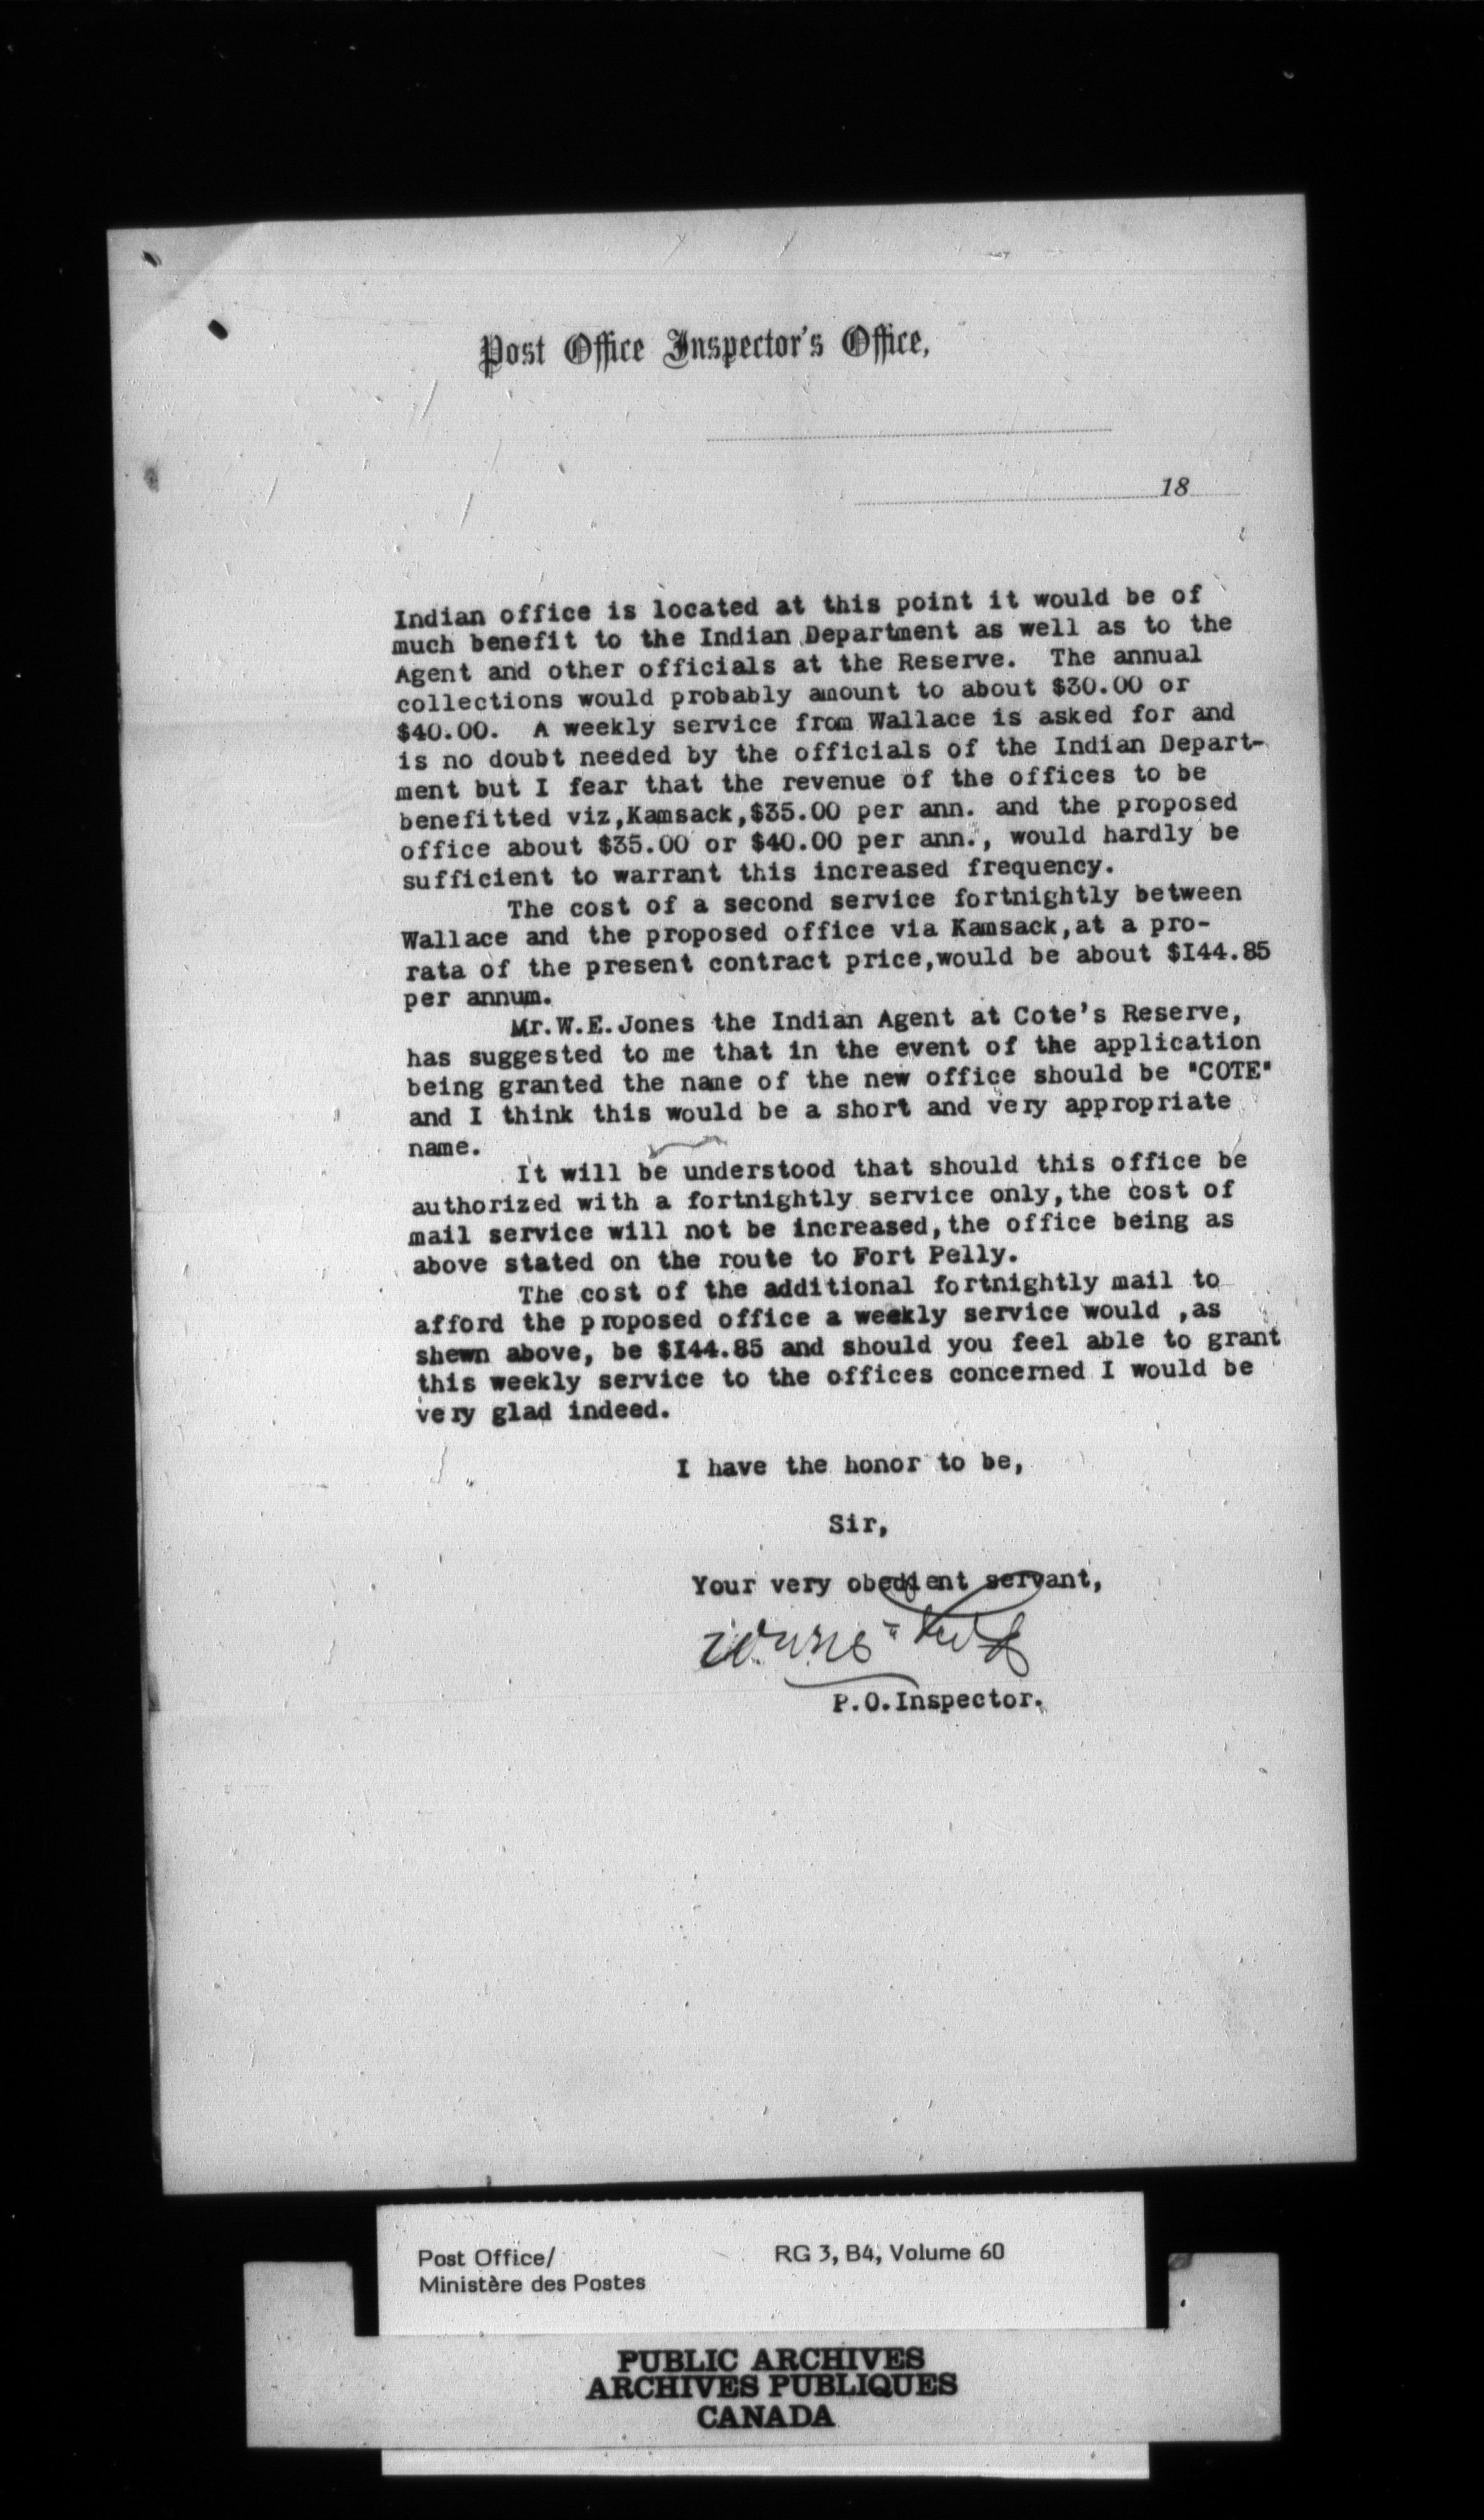 Post Office Inspector's Office,
18
Indian office is located at this point it would be of
much benefit to the Indian Department as well as to the
Agent and other officials at the Reserve. The annual
collections would probably amount to about $30.00 or
$40.00. A weekly service from Wallace is asked for and
is no doubt needed by the officials of the Indian Depart-
ment but I fear that the revenue of the offices to be
benefitted viz,Kamsack,$35.00 per ann. and the proposed
office about $35.00 or $40.00 per ann., would hardly be
sufficient to warrant this increased frequency.
The cost of a second service fortnightly between
Wallace and the proposed office via Kamsack,at a pro-
rata of the present contract price,would be about $I44.85
per annum.
Mr.W.E.Jones the Indian Agent at Cote's Reserve,
has suggested to me that in the event of the application
being granted the name of the new office should be "COTE"
and I think this would be a short and very appropriate
name.
It will be understood that should this office be
authorized with a fortnightly service only,the cost of
mail service will not be increased,the office being as
above stated on the route to Fort Pelly.
The cost of the additional fortnightly mail to
afford the proposed office a weekly service would ,as
shewn above, be $I44.85 and should you feel able to grant
this weekly service to the offices concerned I would be
very glad indeed.
I have the honor to be,
Sir,
Your very obedient servant,
P.O.Inspector.
Post Office/
Ministère des Postes
RG 3, B4, Volume 60
PUBLIC ARCHIVES
ARCHIVES PUBLIQUES
CANADA